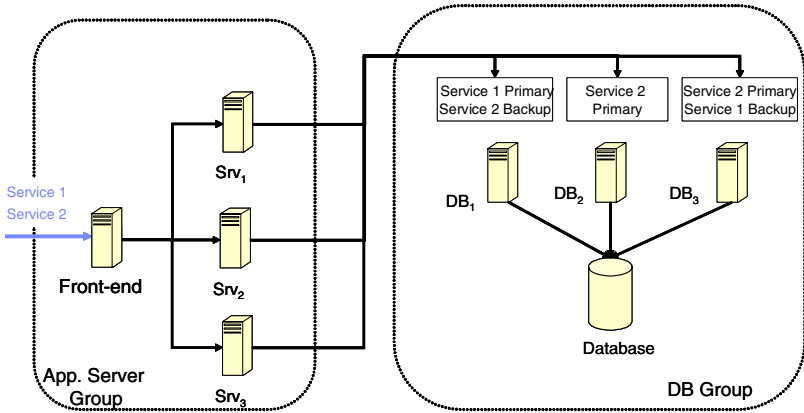 Service 1
Service 2
Front-end
Srv1
Srv2
Srv3
App. Server
Group
Service 1 Primary
Service 2 Backup
Service 2
Primary
Service 2 Primary
Service 1 Backup
DB1
DB2
DB3
Database
DB Group